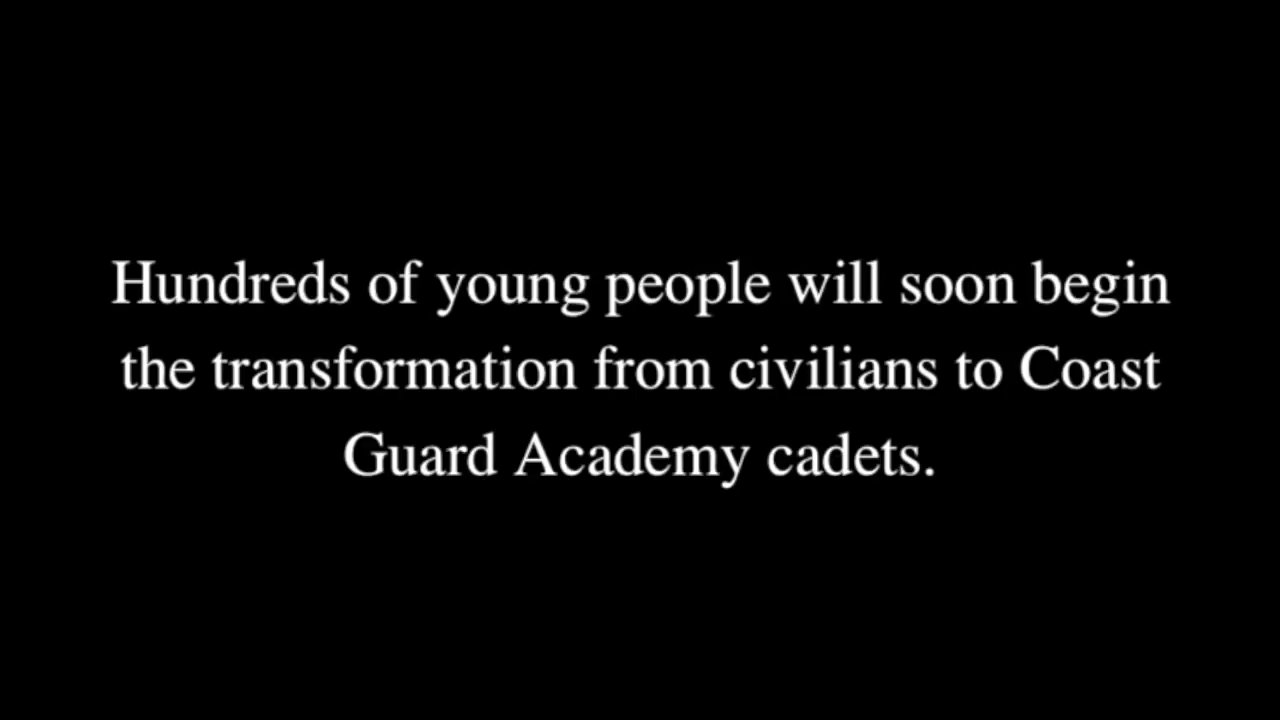 Hundreds of young people will soon begin
the transformation from civilians to Coast
Guard Academy cadets.